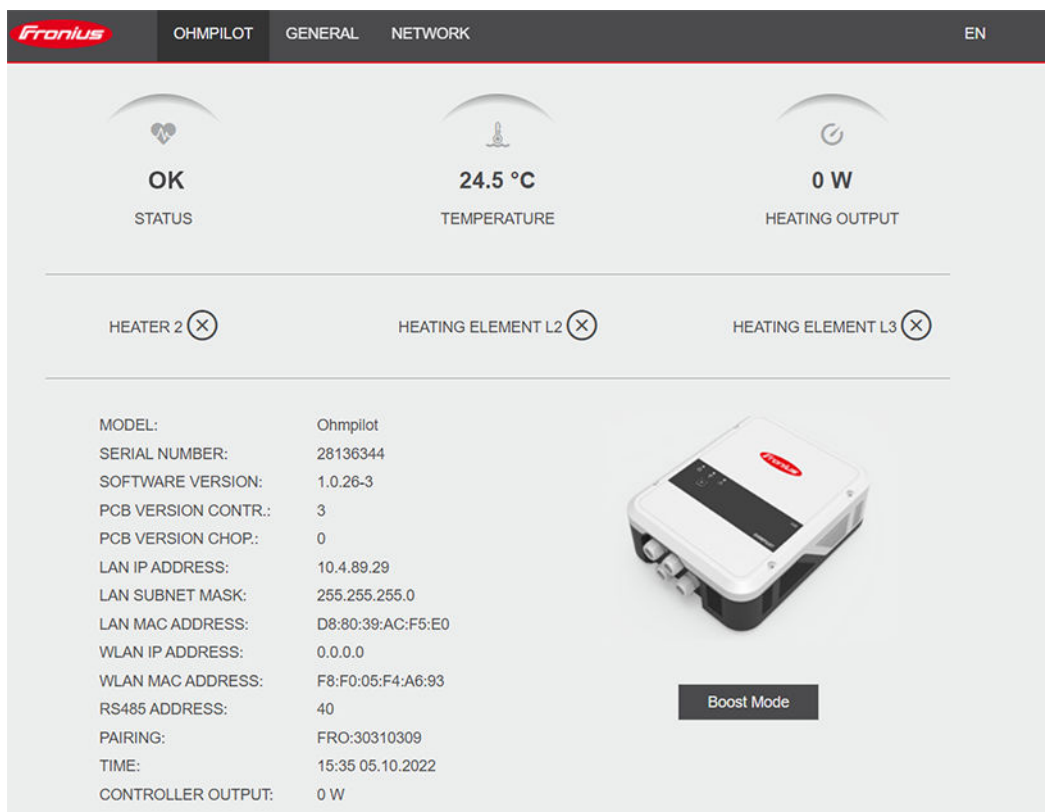 Fronius OHMPILOT GENERAL NETWORK EN
OK 24.5 °C 0 W
STATUS TEMPERATURE HEATING OUTPUT
HEATER 2 HEATING ELEMENT L2 HEATING ELEMENT L3
MODEL: Ohmpilot
SERIAL NUMBER: 28136344
SOFTWARE VERSION: 1.0.26-3
PCB VERSION CONTR.: 3
PCB VERSION CHOP.: 0
LAN IP ADDRESS: 10.4.89.29
LAN SUBNET MASK: 255.255.255.0
LAN MAC ADDRESS: D8:80:39:AC:F5:E0
WLAN IP ADDRESS: 0.0.0.0
WLAN MAC ADDRESS: F8:F0:05:F4:A6:93
RS485 ADDRESS: 40
PAIRING: FRO:30310309
TIME: 15:35 05.10.2022
CONTROLLER OUTPUT: 0 W
Fronius
Boost Mode